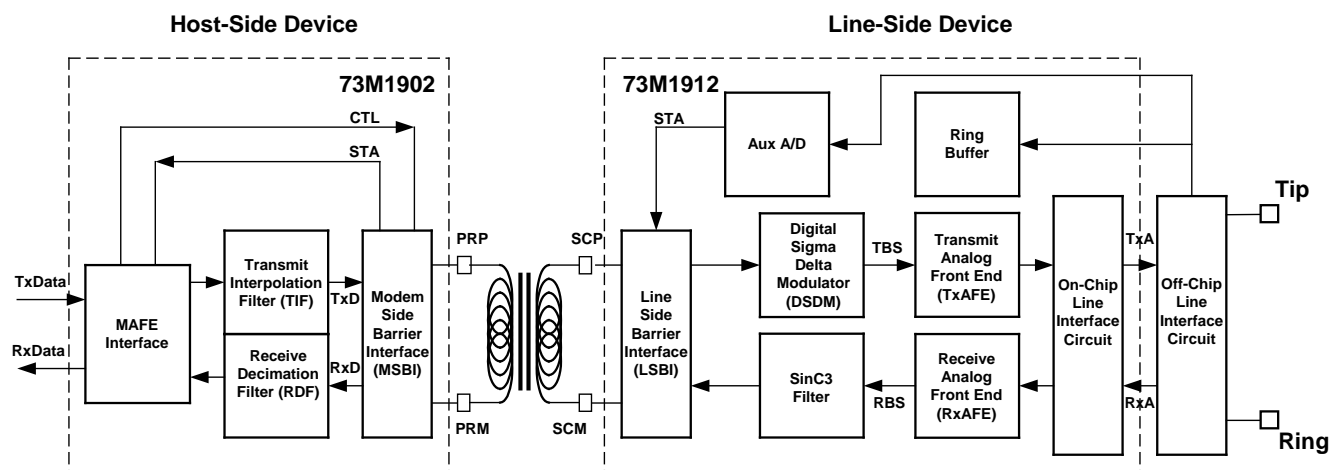 Host-Side Device
Line-Side Device
73M1902
73M1912
CTL
STA
STA
Aux A/D
Ring
Buffer
Tip
PRP
SCP
TxData
RxData
MAFE
Interface
Transmit
Interpolation
Filter (TIF)
TxD
Receive
Decimation
Filter (RDF)
RxD
Modem
Side
Barrier
Interface
(MSBI)
PRM
SCM
Line
Side
Barrier
Interface
(LSBI)
Digital
Sigma
Delta
Modulator
(DSDM)
TBS
Transmit
Analog
Front End
(TxAFE)
SinC3
Filter
RBS
Receive
Analog
Front End
(RxAFE)
On-Chip
Line
Interface
Circuit
TxA
RxA
Off-Chip
Line
Interface
Circuit
Ring